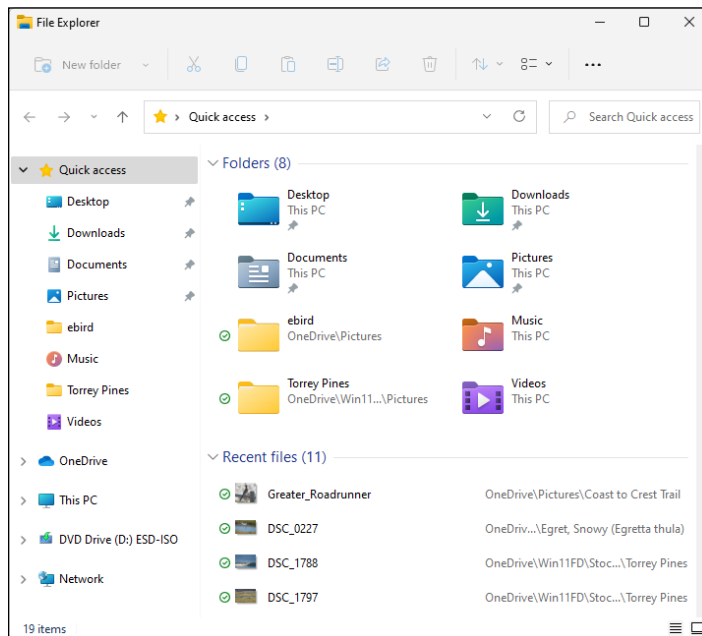 File Explorer
New folder
Quick access
Search Quick access
Quick access
Desktop
Downloads
Documents
Pictures
ebird
Music
Torrey Pines
Videos
OneDrive
This PC
DVD Drive (D:) ESD-ISO
Network
Folders (8)
Desktop
This PC
Downloads
This PC
Documents
This PC
Pictures
This PC
ebird
OneDrive\Pictures
Music
This PC
Torrey Pines
OneDrive\Win11...\Pictures
Videos
This PC
Recent files (11)
Greater_Roadrunner OneDrive\Pictures\Coast to Crest Trail
DSC_0227 OneDriv...\Egret, Snowy (Egretta thula)
DSC_1788 OneDrive\Win11FD\Stoc...\Torrey Pines
DSC_1797 OneDrive\Win11FD\Stoc...\Torrey Pines
19 items